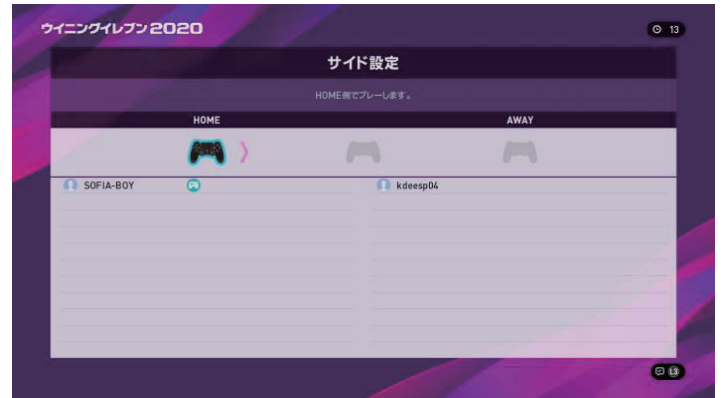 ウイニングイレブン2020
13
サイド設定
HOME側でプレーします。
HOME AWAY
SOFIA-BOY kdeesp04
L3